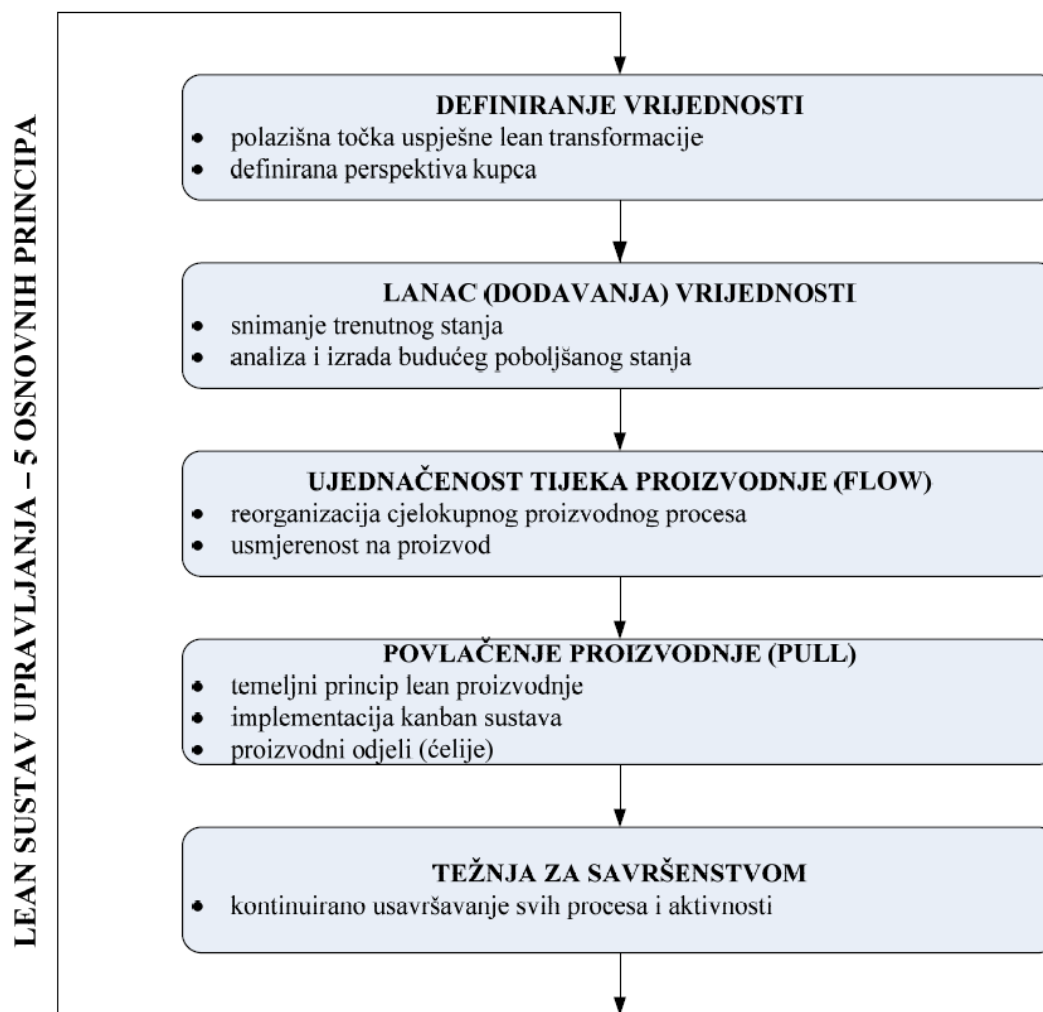 LEAN SUSTAV UPRAVLJANJA – 5 OSNOVNIH PRINCIPA
DEFINIRANJE VRIJEDNOSTI
• polazišna točka uspješne lean transformacije
• definirana perspektiva kupca
LANAC (DODAVANJA) VRIJEDNOSTI
• snimanje trenutnog stanja
• analiza i izrada budućeg poboljšanog stanja
UJEDNAČENOST TIJEKA PROIZVODNJE (FLOW)
• reorganizacija cjelokupnog proizvodnog procesa
• usmjerenost na proizvod
POVLAČENJE PROIZVODNJE (PULL)
• temeljni princip lean proizvodnje
• implementacija kanban sustava
• proizvodni odjeli (ćelije)
TEŽNJA ZA SAVRŠENSTVOM
• kontinuirano usavršavanje svih procesa i aktivnosti